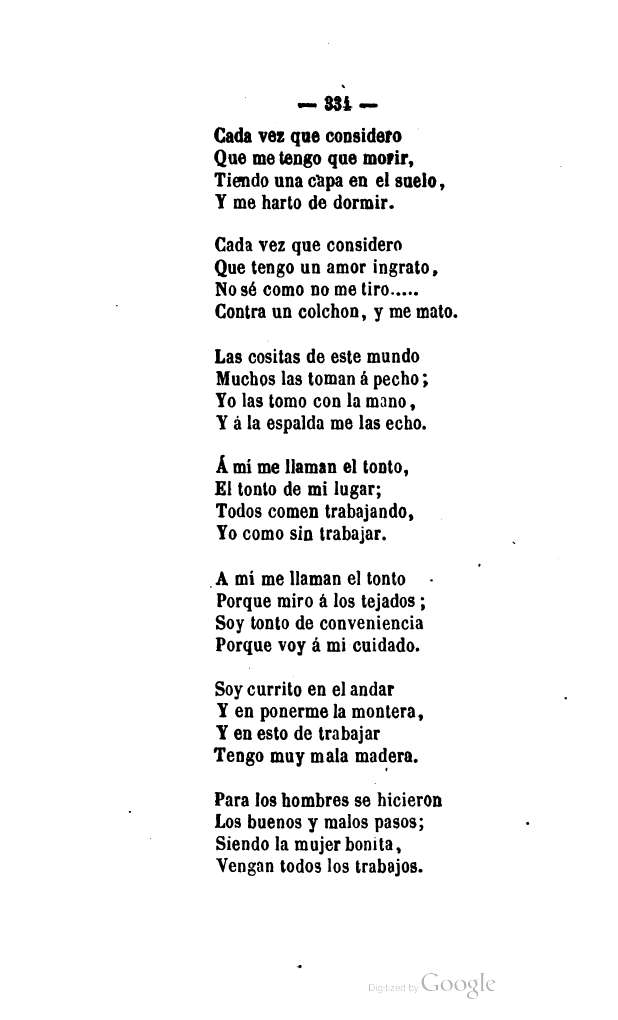 — 334 —
Cada vez que considero
Que me tengo que morir,
Tiendo una capa en el suelo,
Y me harto de dormir.
Cada vez que considero
Que tengo un amor ingrato,
No sé como no me tiro.....
Contra un colchon, y me mato.
Las cositas de este mundo
Muchos las toman á pecho;
Yo las tomo con la mano,
Y á la espalda me las echo.
Á mí me llaman el tonto,
El tonto de mi lugar;
Todos comen trabajando,
Yo como sin trabajar.
A mí me llaman el tonto
Porque miro á los tejados;
Soy tonto de conveniencia
Porque voy á mi cuidado.
Soy currito en el andar
Y en ponerme la montera,
Y en esto de trabajar
Tengo muy mala madera.
Para los hombres se hicieron
Los buenos y malos pasos;
Siendo la mujer bonita,
Vengan todos los trabajos.
Digitized by Google